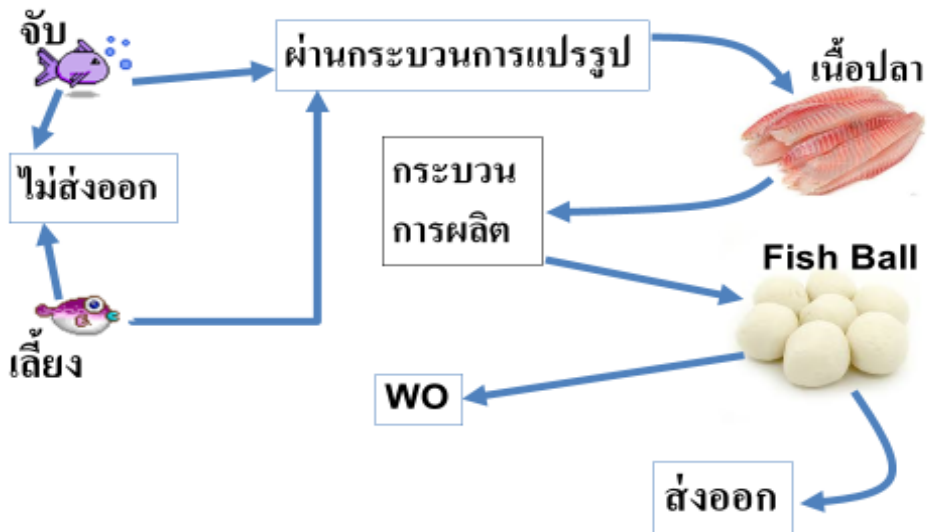 จับ
ผ่านกระบวนการแปรรูป
เนื้อปลา
ไม่ส่งออก
กระบวน
การผลิต
Fish Ball
เลี้ยง
WO
ส่งออก